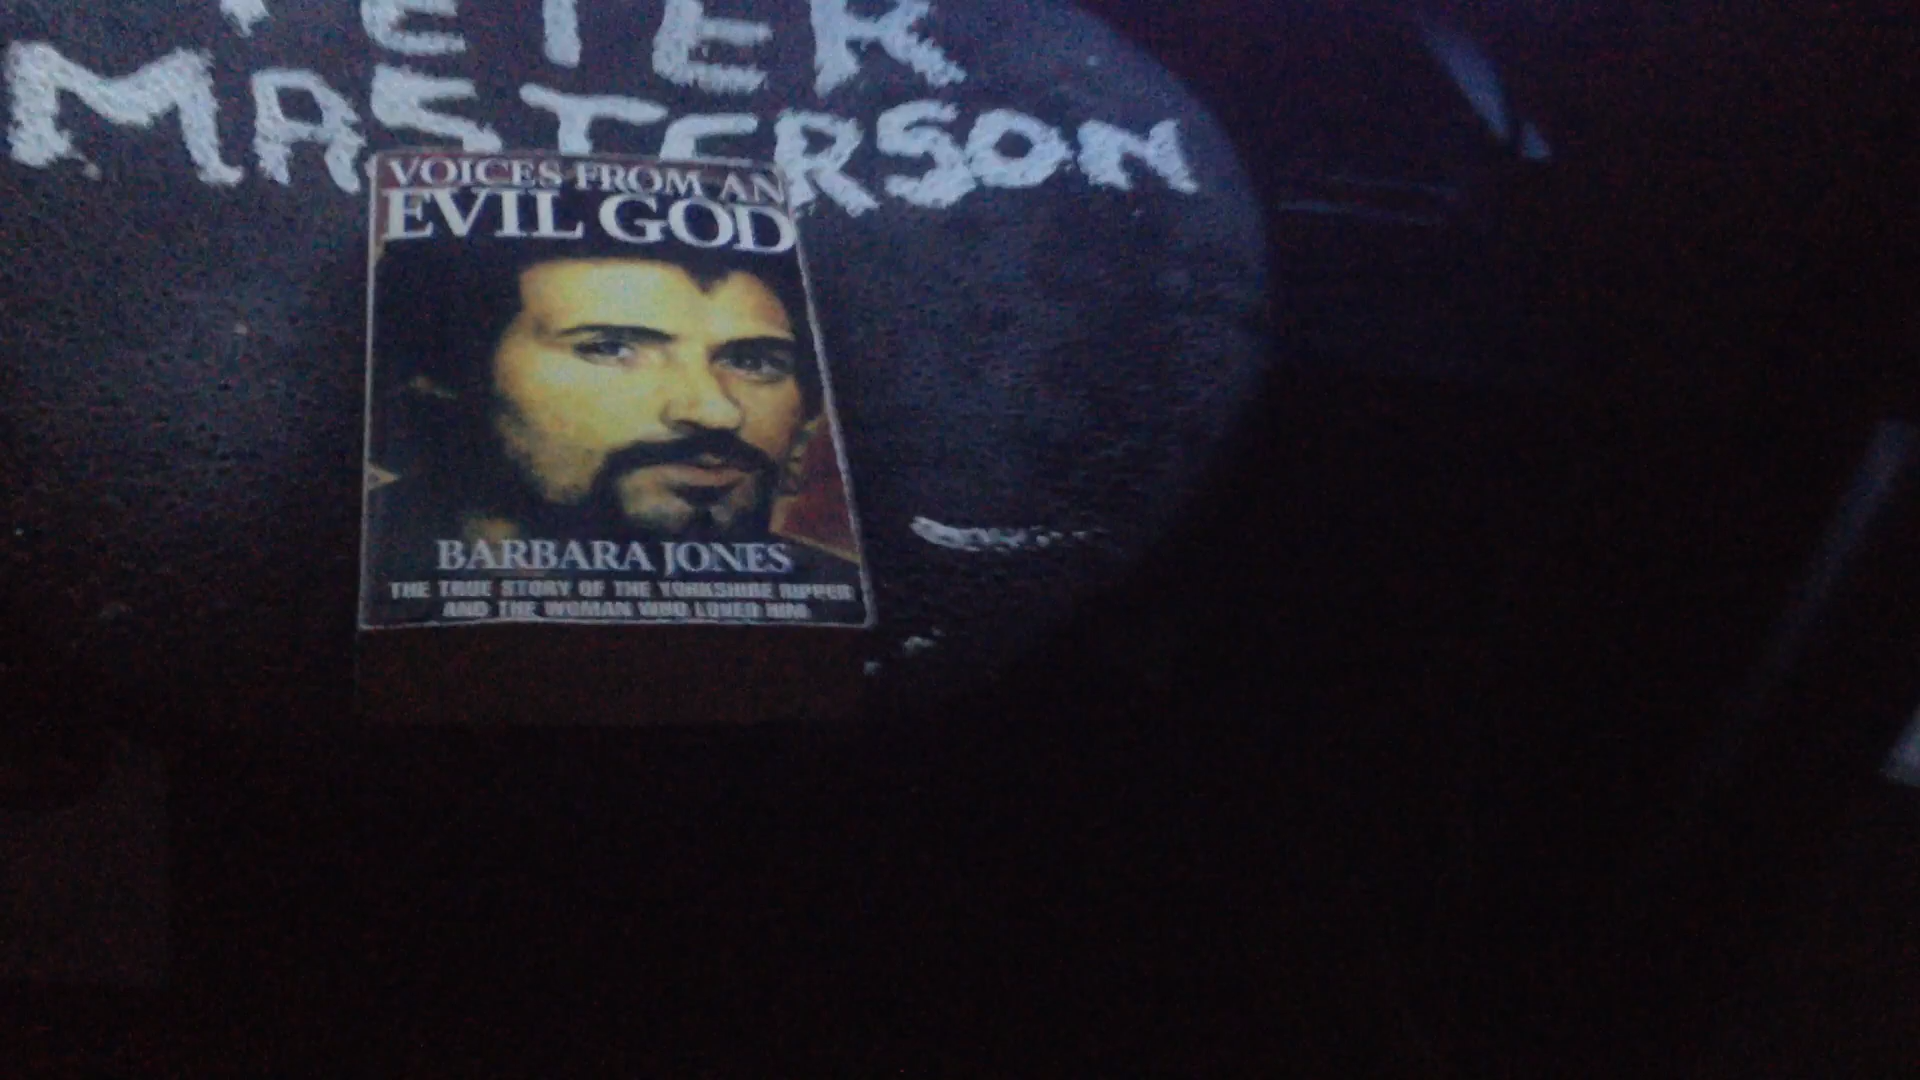 PETER
MASTERSON
VOICES FROM AN
EVIL GOD
BARBARA JONES
THE TRUE STORY OF THE YORKSHIRE RIPPER
AND THE WOMAN WHO LOVED HIM